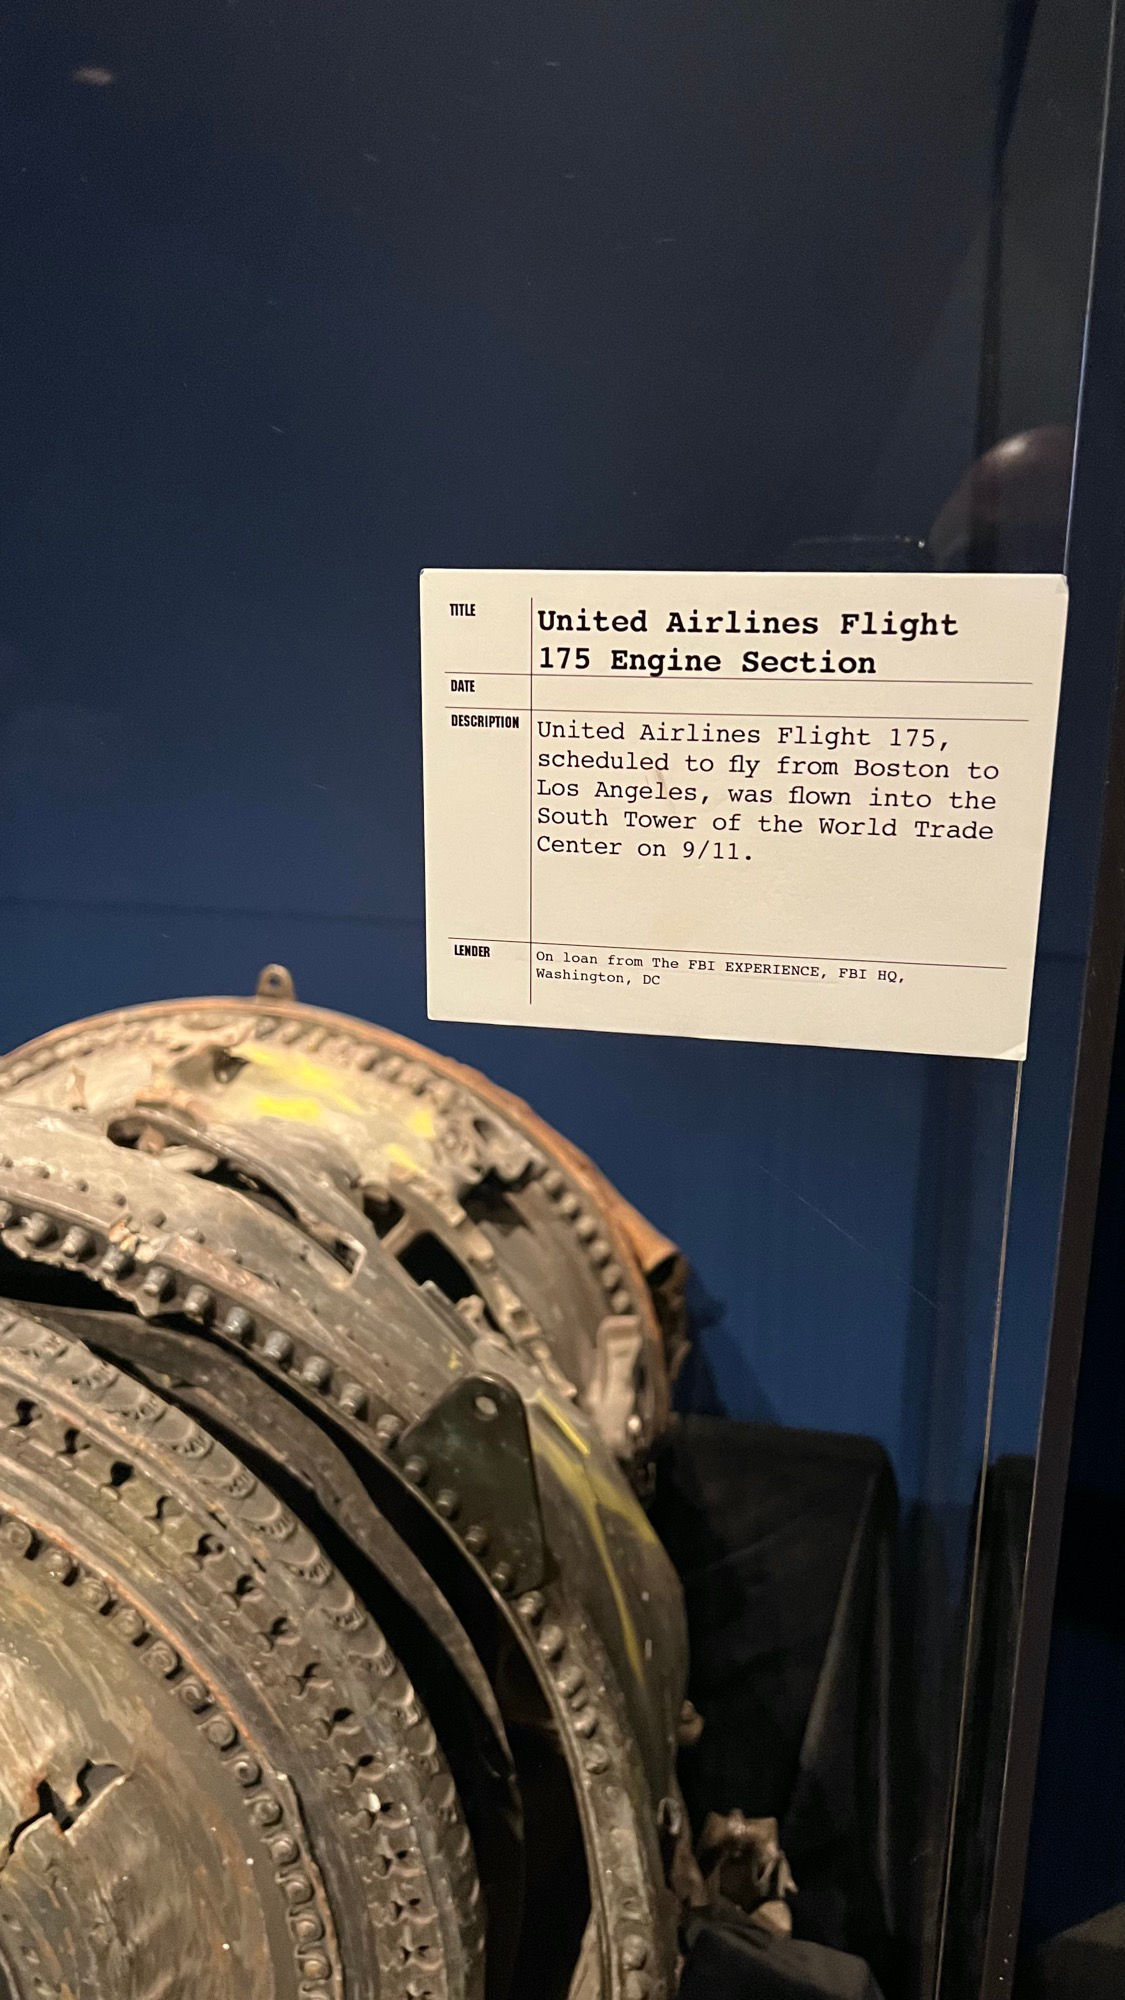 TITLE
United Airlines Flight
175 Engine Section
DATE
DESCRIPTION
United Airlines Flight 175,
scheduled to fly from Boston to
Los Angeles, was flown into the
South Tower of the World Trade
Center on 9/11.
LENDER
On loan from The FBI EXPERIENCE, FBI HQ,
Washington, DC